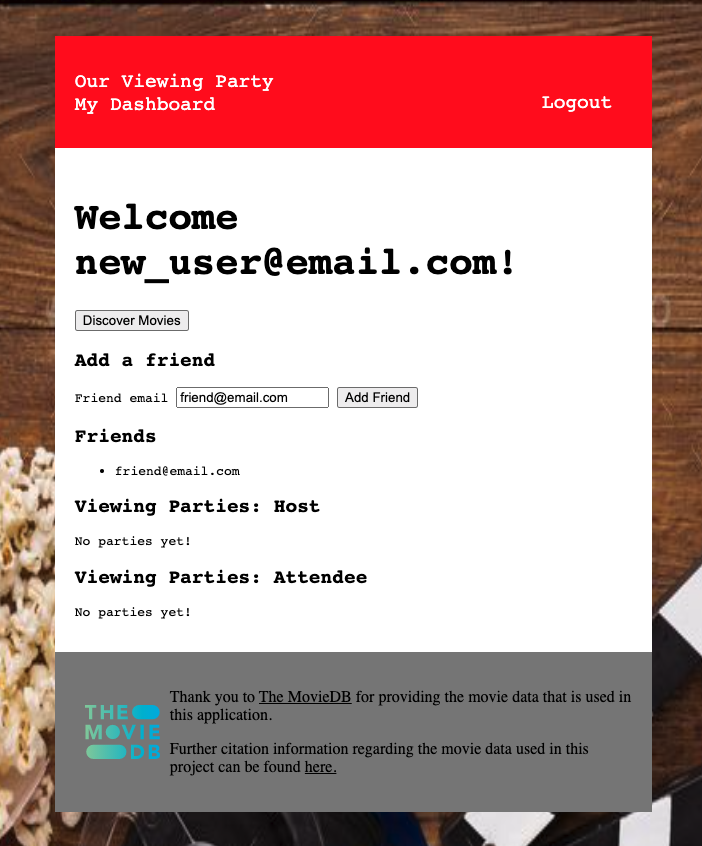 Our Viewing Party
My Dashboard
Logout
Welcome
new_user@email.com!
Discover Movies
Add a friend
Friend email friend@email.com Add Friend
Friends
friend@email.com
Viewing Parties: Host
No parties yet!
Viewing Parties: Attendee
No parties yet!
THE
MOVIE
DB
Thank you to The MovieDB for providing the movie data that is used in
this application.
Further citation information regarding the movie data used in this
project can be found here.